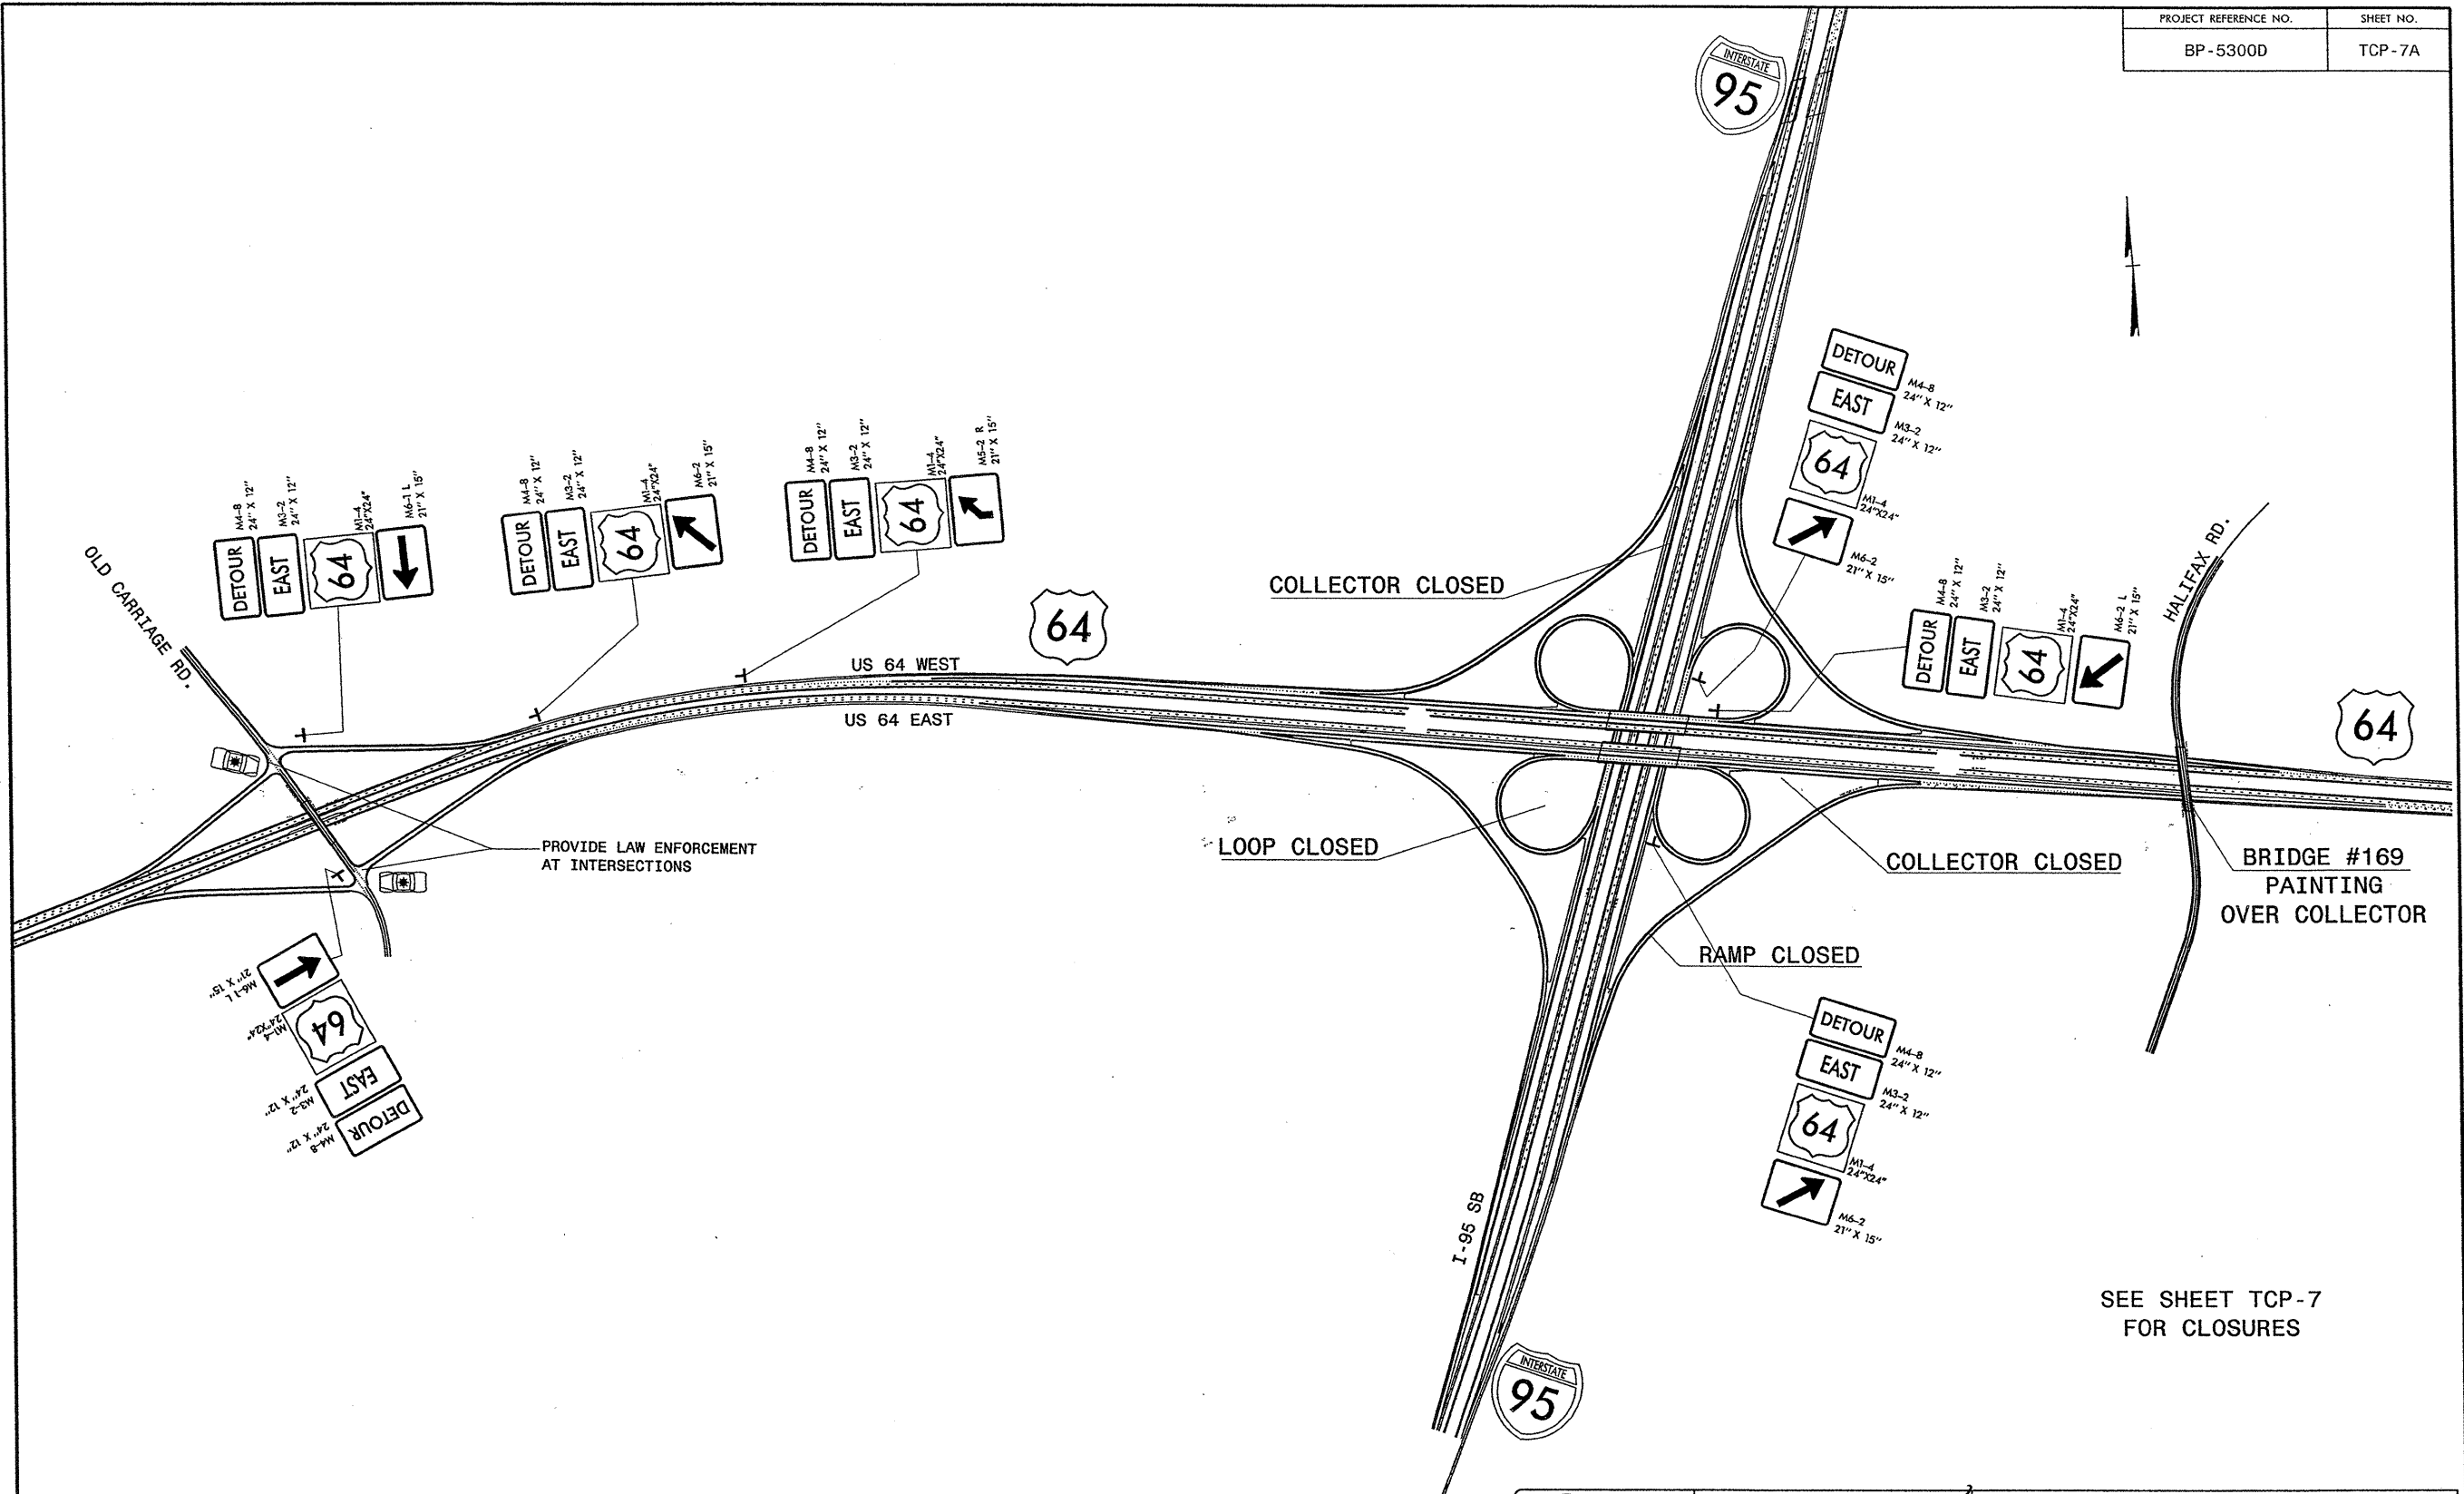 PROJECT REFERENCE NO.
SHEET NO.
BP-5300D
TCP-7A
INTERSTATE
95
DETOUR
M4-8
24" X 12"
EAST
M3-2
24" X 12"
64
M1-4
24"X24"
M6-2
21" X 15"
DETOUR
M4-8
24" X 12"
EAST
M3-2
24" X 12"
64
M1-4
24"X24"
M6-1 L
21" X 15"
DETOUR
M4-8
24" X 12"
EAST
M3-2
24" X 12"
64
M1-4
24"X24"
M6-2
21" X 15"
DETOUR
M4-8
24" X 12"
EAST
M3-2
24" X 12"
64
M1-4
24"X24"
M5-2 R
21" X 15"
OLD CARRIAGE RD.
HALIFAX RD.
COLLECTOR CLOSED
64
US 64 WEST
US 64 EAST
DETOUR
M4-8
24" X 12"
EAST
M3-2
24" X 12"
64
M1-4
24"X24"
M6-2 L
21" X 15"
64
PROVIDE LAW ENFORCEMENT
AT INTERSECTIONS
LOOP CLOSED
COLLECTOR CLOSED
BRIDGE #169
PAINTING
OVER COLLECTOR
RAMP CLOSED
M6-1 L
21" X 15"
64
M1-4
24"X24"
EAST
M3-2
24" X 12"
DETOUR
M4-8
24" X 12"
DETOUR
M4-8
24" X 12"
EAST
M3-2
24" X 12"
64
M1-4
24"X24"
M6-2
21" X 15"
I-95 SB
SEE SHEET TCP-7
FOR CLOSURES
INTERSTATE
95